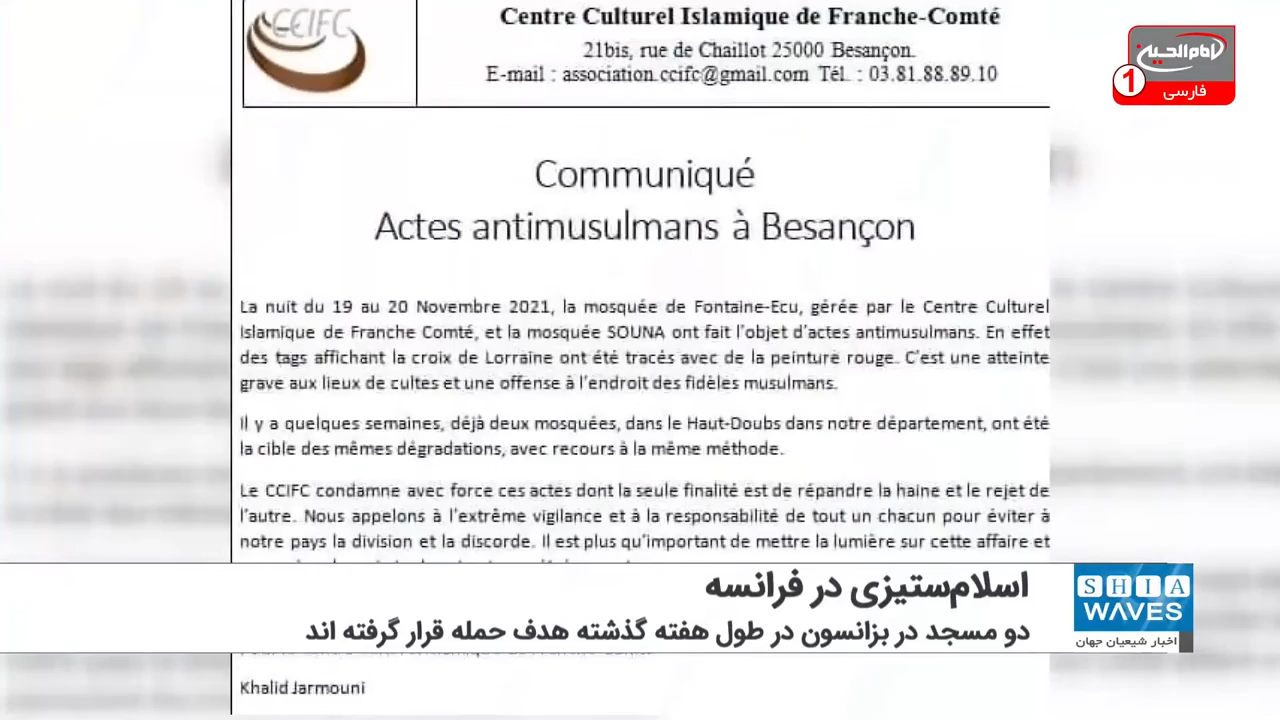 CCIFC
Centre Culturel Islamique de Franche-Comté
21bis, rue de Chaillot 25000 Besançon.
E-mail : association.ccifc@gmail.com Tél. : 03.81.88.89.10
امام الحسین
1
فارسی
Communiqué
Actes antimusulmans à Besançon
La nuit du 19 au 20 Novembre 2021, la mosquée de Fontaine-Ecu, gérée par le Centre Culturel
Islamique de Franche Comté, et la mosquée SOUNA ont fait l'objet d'actes antimusulmans. En effet
des tags affichant la croix de Lorraine ont été tracés avec de la peinture rouge. C'est une atteinte
grave aux lieux de cultes et une offense à l'endroit des fidèles musulmans.
Il y a quelques semaines, déjà deux mosquées, dans le Haut-Doubs dans notre département, ont été
la cible des mêmes dégradations, avec recours à la même méthode.
Le CCIFC condamne avec force ces actes dont la seule finalité est de répandre la haine et le rejet de
l'autre. Nous appelons à l'extrême vigilance et à la responsabilité de tout un chacun pour éviter à
notre pays la division et la discorde. Il est plus qu'important de mettre la lumière sur cette affaire et
اسلام‌ستیزی در فرانسه
دو مسجد در بزانسون در طول هفته گذشته هدف حمله قرار گرفته اند
SHIA
WAVES
اخبار شیعیان جهان
Khalid Jarmouni